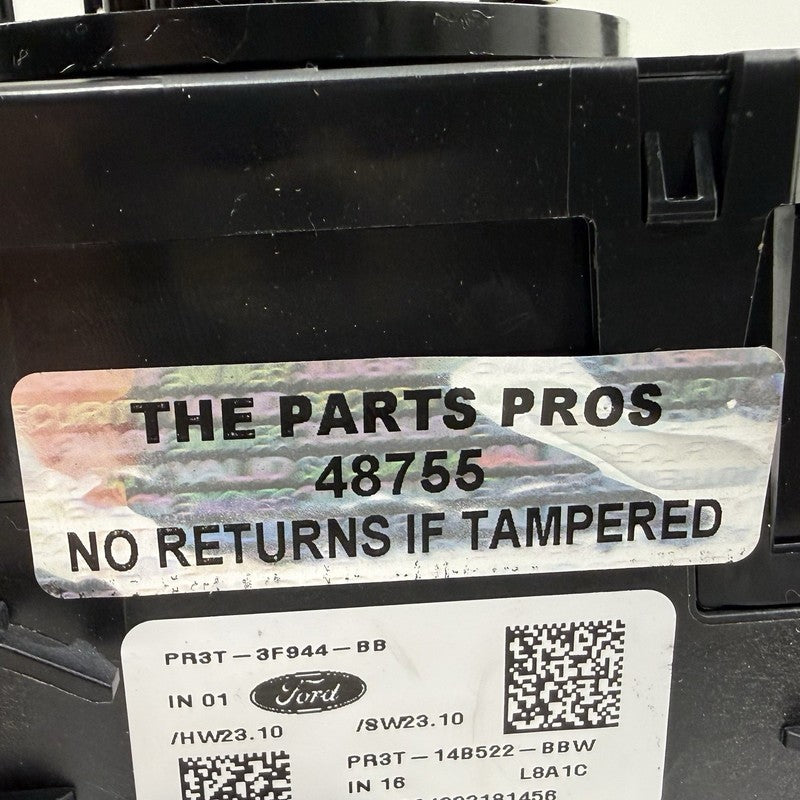 THE PARTS PROS
48755
NO RETURNS IF TAMPERED
PR3T-3F944-BB
IN 01 Ford
/HW23.10 /SW23.10
PR3T-14B522-BBW
IN 16 L8A1C